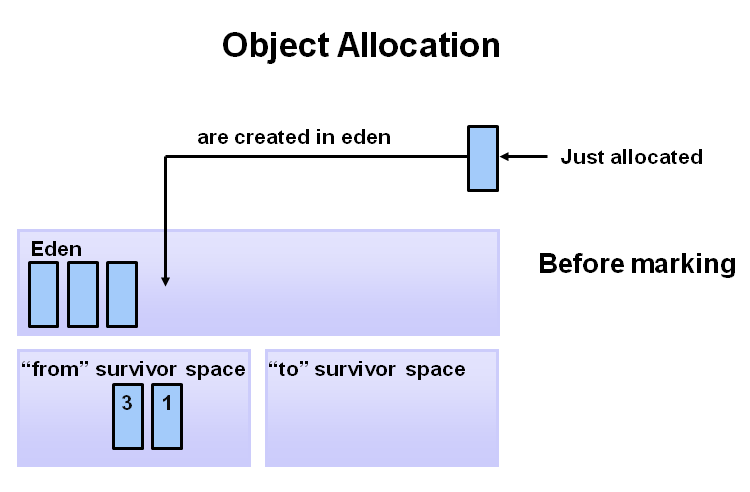 Object Allocation
are created in eden
Just allocated
Eden
Before marking
“from” survivor space
“to” survivor space
3 1